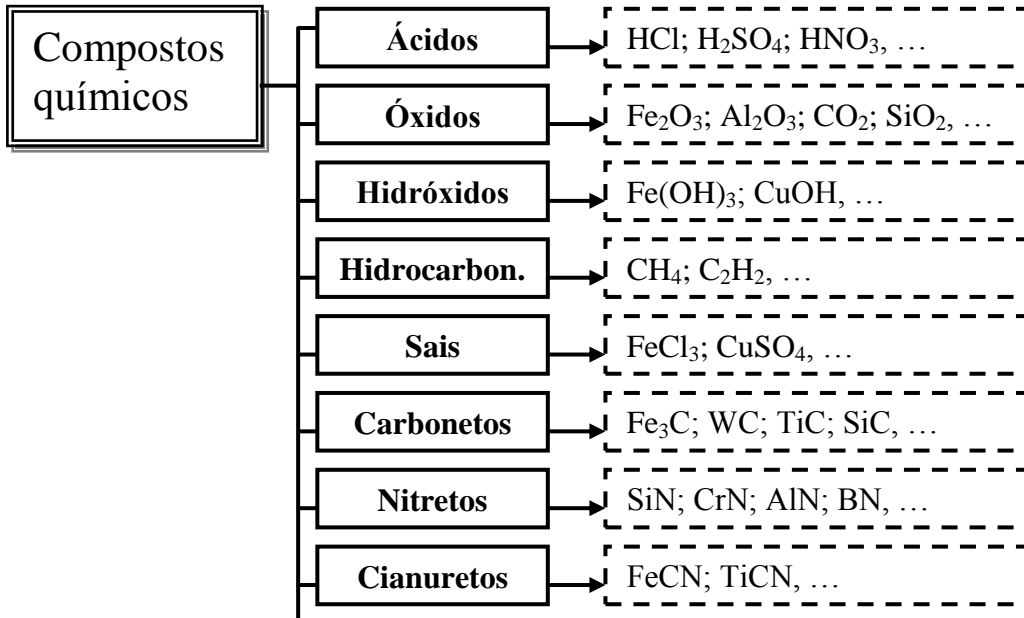 Compostos
químicos
Ácidos
HCl; H₂SO₄; HNO₃, …
Óxidos
Fe₂O₃; Al₂O₃; CO₂; SiO₂, …
Hidróxidos
Fe(OH)₃; CuOH, …
Hidrocarbon.
CH₄; C₂H₂, …
Sais
FeCl₃; CuSO₄, …
Carbonetos
Fe₃C; WC; TiC; SiC, …
Nitretos
SiN; CrN; AlN; BN, …
Cianuretos
FeCN; TiCN, …